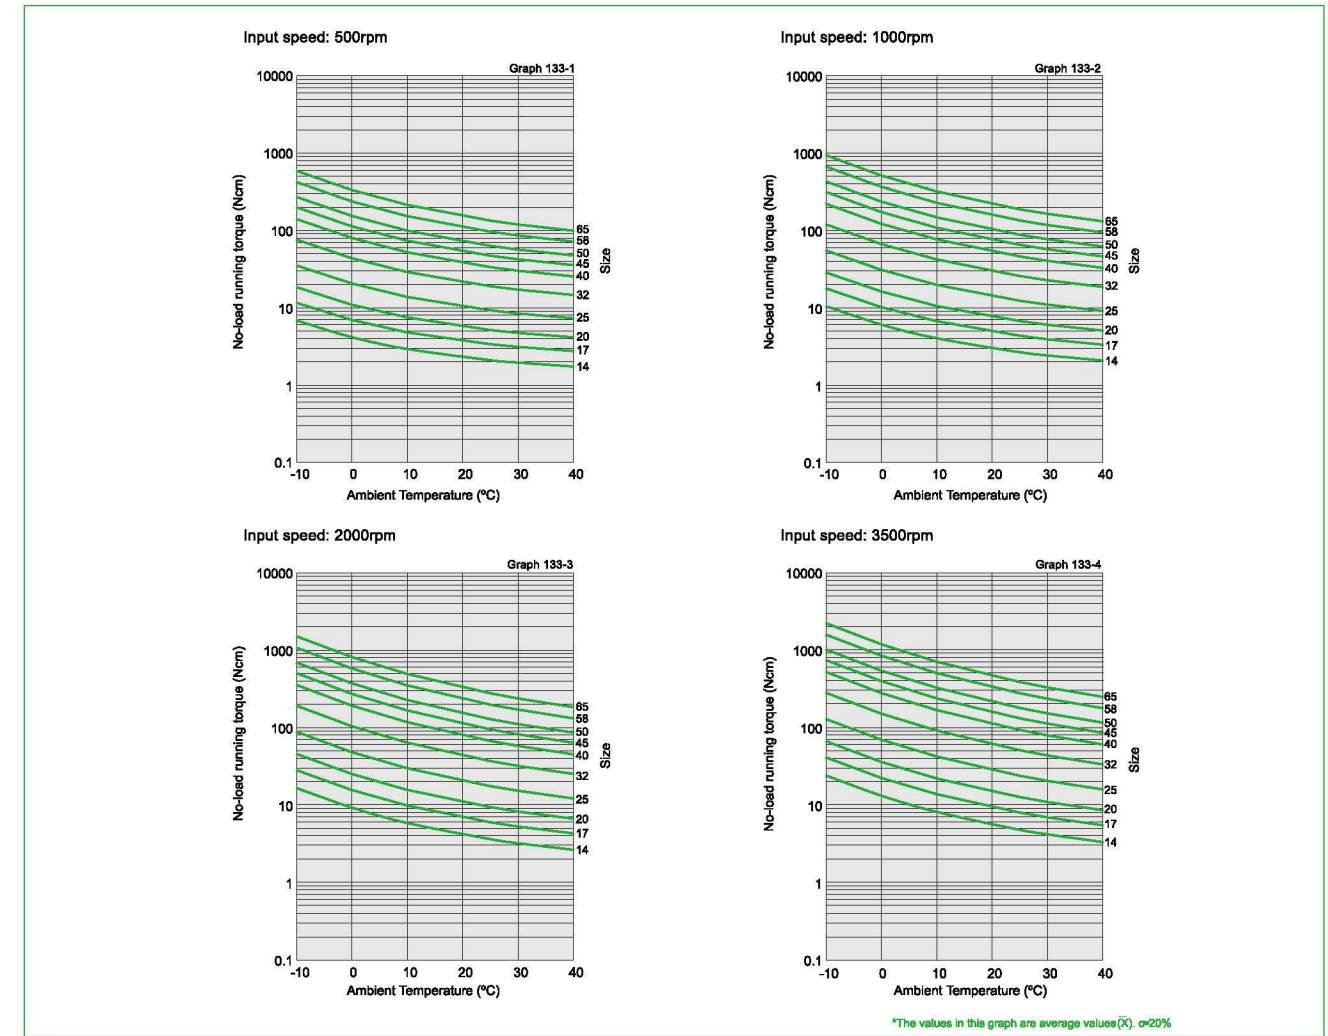 Input speed: 500rpm
Graph 133-1
10000
1000
100
10
1
0.1
No-load running torque (Ncm)
65
58
50
45
40
32
25
20
17
14
Size
-10 0 10 20 30 40
Ambient Temperature (ºC)
Input speed: 1000rpm
Graph 133-2
10000
1000
100
10
1
0.1
No-load running torque (Ncm)
65
58
50
45
40
32
25
20
17
14
Size
-10 0 10 20 30 40
Ambient Temperature (ºC)
Input speed: 2000rpm
Graph 133-3
10000
1000
100
10
1
0.1
No-load running torque (Ncm)
65
58
50
45
40
32
25
20
17
14
Size
-10 0 10 20 30 40
Ambient Temperature (ºC)
Input speed: 3500rpm
Graph 133-4
10000
1000
100
10
1
0.1
No-load running torque (Ncm)
65
58
50
45
40
32
25
20
17
14
Size
-10 0 10 20 30 40
Ambient Temperature (ºC)
*The values in this graph are average values (X̄). σ≈20%